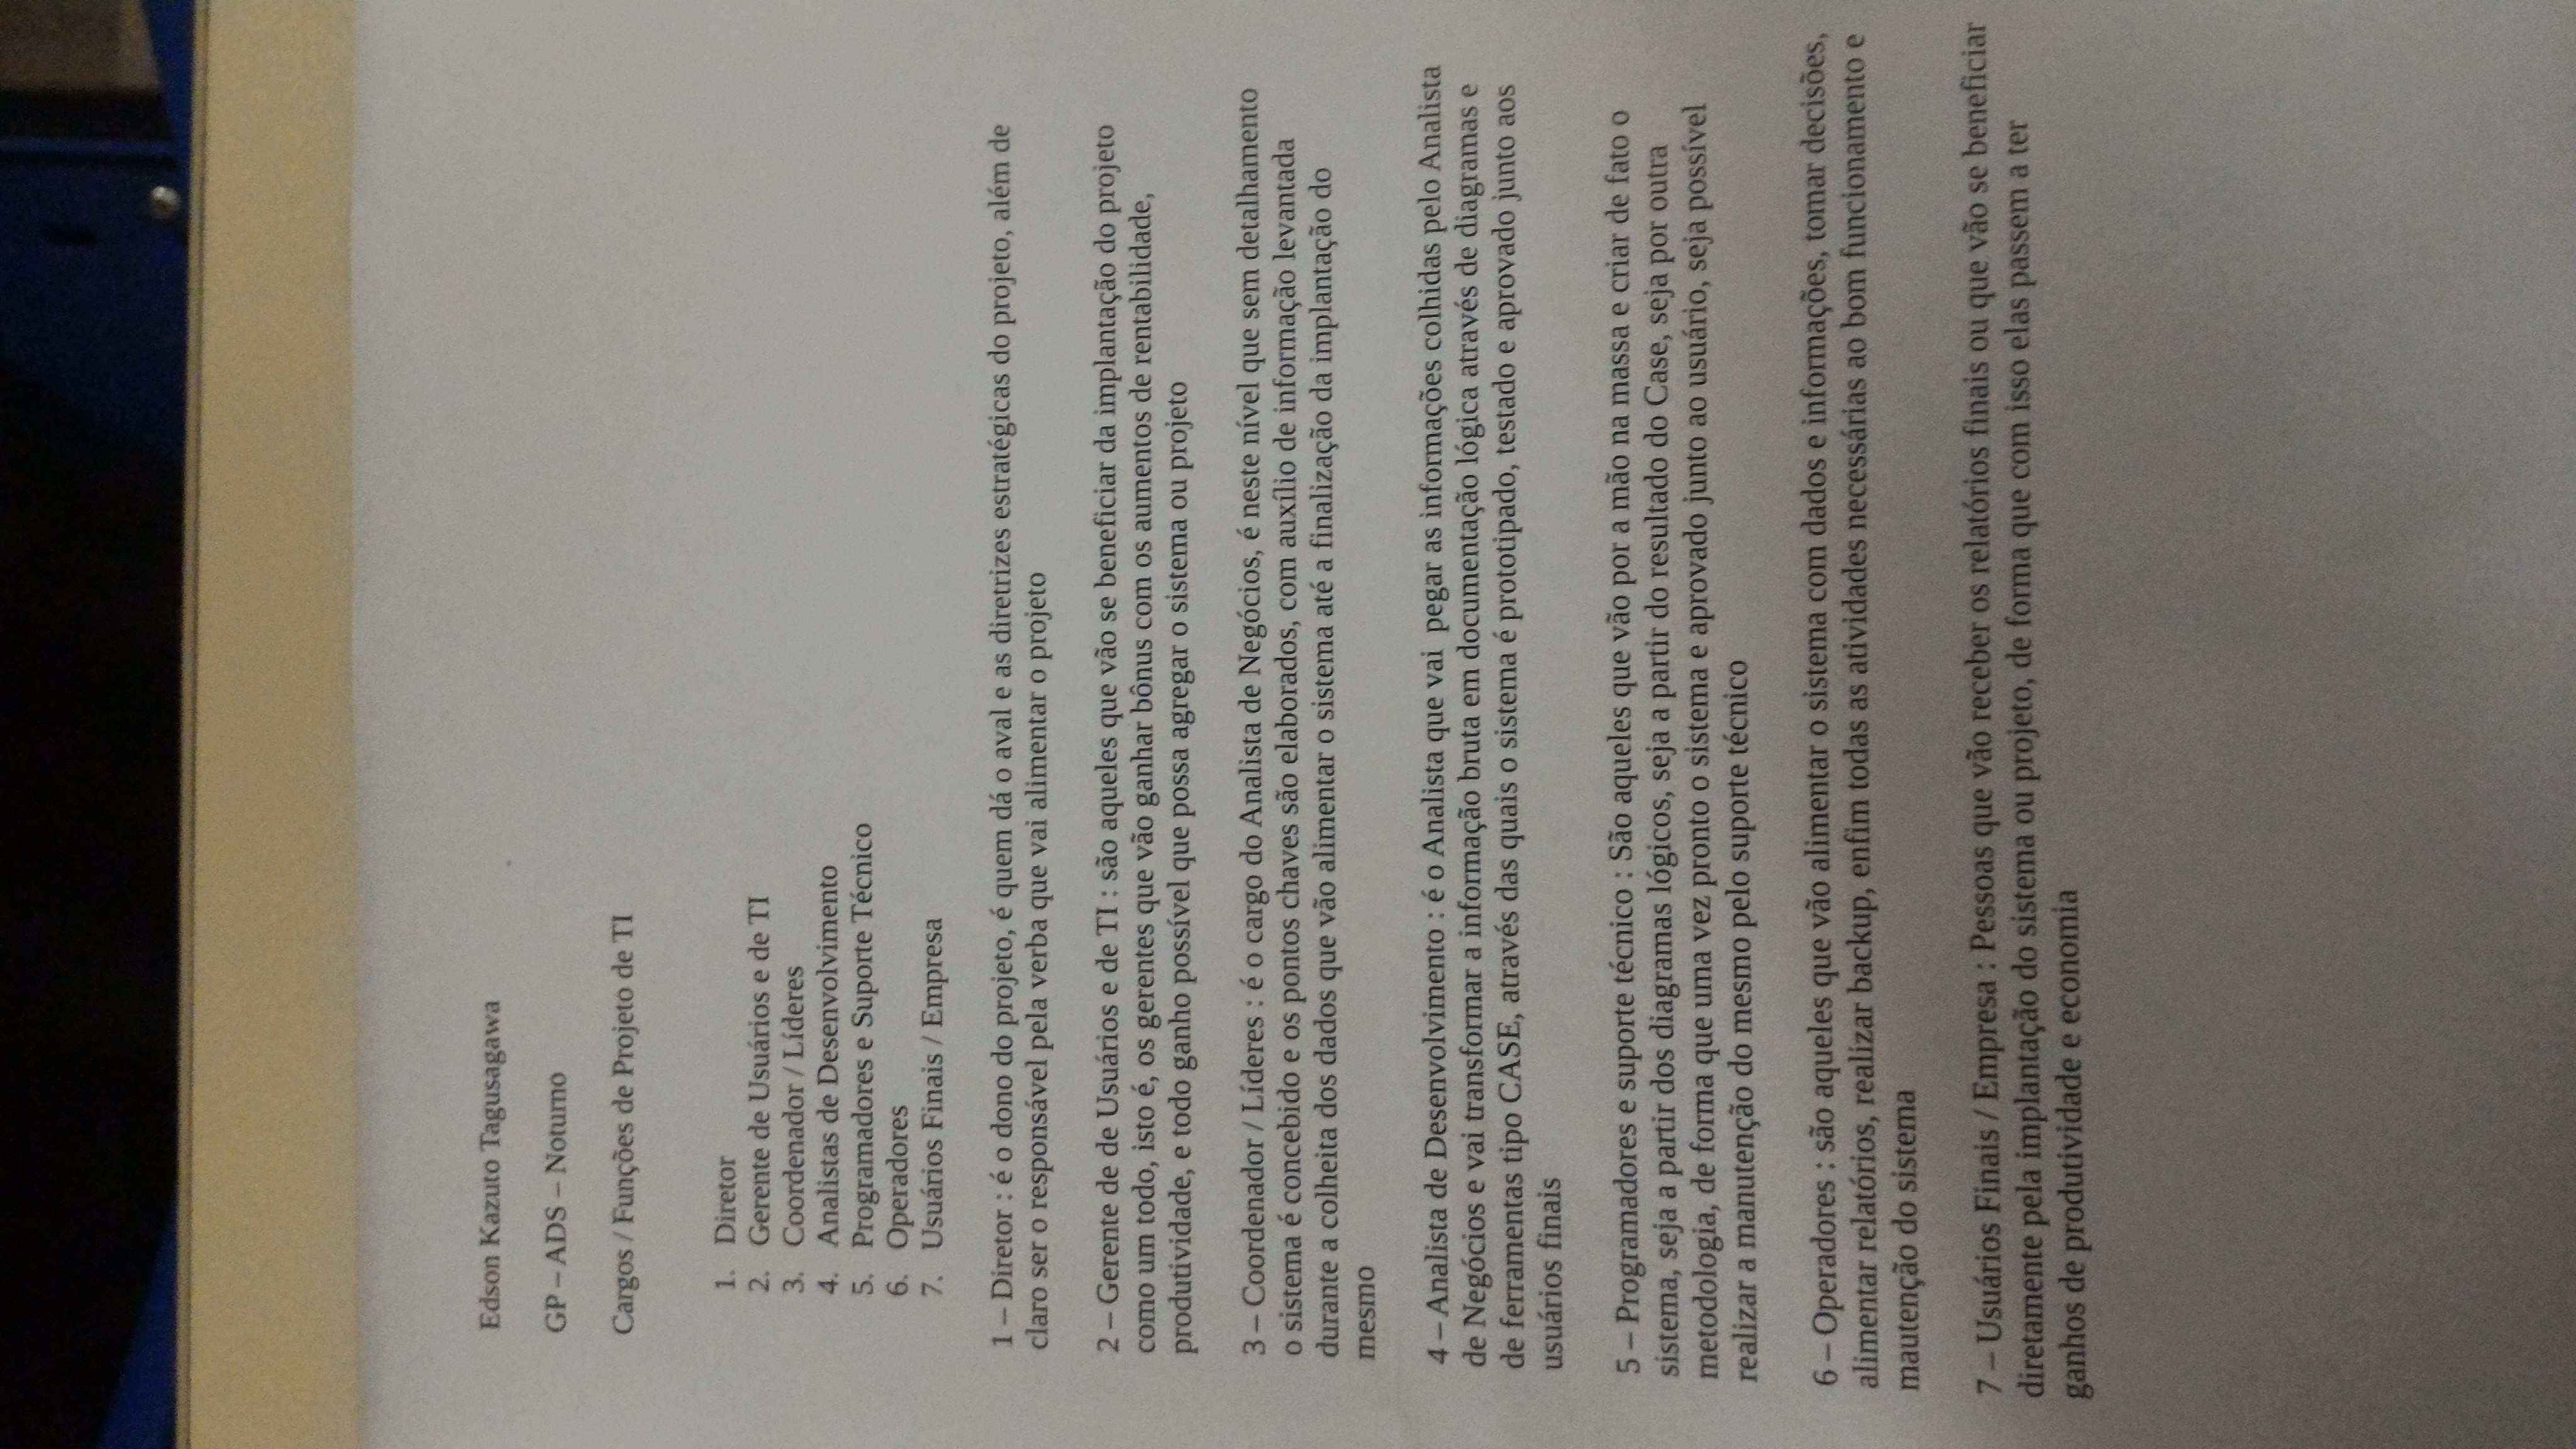 Edson Kazuto Tagusagawa
GP – ADS – Noturno
Cargos / Funções de Projeto de TI
1. Diretor
2. Gerente de Usuários e de TI
3. Coordenador / Líderes
4. Analistas de Desenvolvimento
5. Programadores e Suporte Técnico
6. Operadores
7. Usuários Finais / Empresa
1 – Diretor : é o dono do projeto, é quem dá o aval e as diretrizes estratégicas do projeto, além de
claro ser o responsável pela verba que vai alimentar o projeto
2 – Gerente de de Usuários e de TI : são aqueles que vão se beneficiar da implantação do projeto
como um todo, isto é, os gerentes que vão ganhar bônus com os aumentos de rentabilidade,
produtividade, e todo ganho possível que possa agregar o sistema ou projeto
3 – Coordenador / Líderes : é o cargo do Analista de Negócios, é neste nível que sem detalhamento
o sistema é concebido e os pontos chaves são elaborados, com auxílio de informação levantada
durante a colheita dos dados que vão alimentar o sistema até a finalização da implantação do
mesmo
4 – Analista de Desenvolvimento : é o Analista que vai  pegar as informações colhidas pelo Analista
de Negócios e vai transformar a informação bruta em documentação lógica através de diagramas e
de ferramentas tipo CASE, através das quais o sistema é prototipado, testado e aprovado junto aos
usuários finais
5 – Programadores e suporte técnico : São aqueles que vão por a mão na massa e criar de fato o
sistema, seja a partir dos diagramas lógicos, seja a partir do resultado do Case, seja por outra
metodologia, de forma que uma vez pronto o sistema e aprovado junto ao usuário, seja possível
realizar a manutenção do mesmo pelo suporte técnico
6 – Operadores : são aqueles que vão alimentar o sistema com dados e informações, tomar decisões,
alimentar relatórios, realizar backup, enfim todas as atividades necessárias ao bom funcionamento e
mautenção do sistema
7 – Usuários Finais / Empresa : Pessoas que vão receber os relatórios finais ou que vão se beneficiar
diretamente pela implantação do sistema ou projeto, de forma que com isso elas passem a ter
ganhos de produtividade e economia